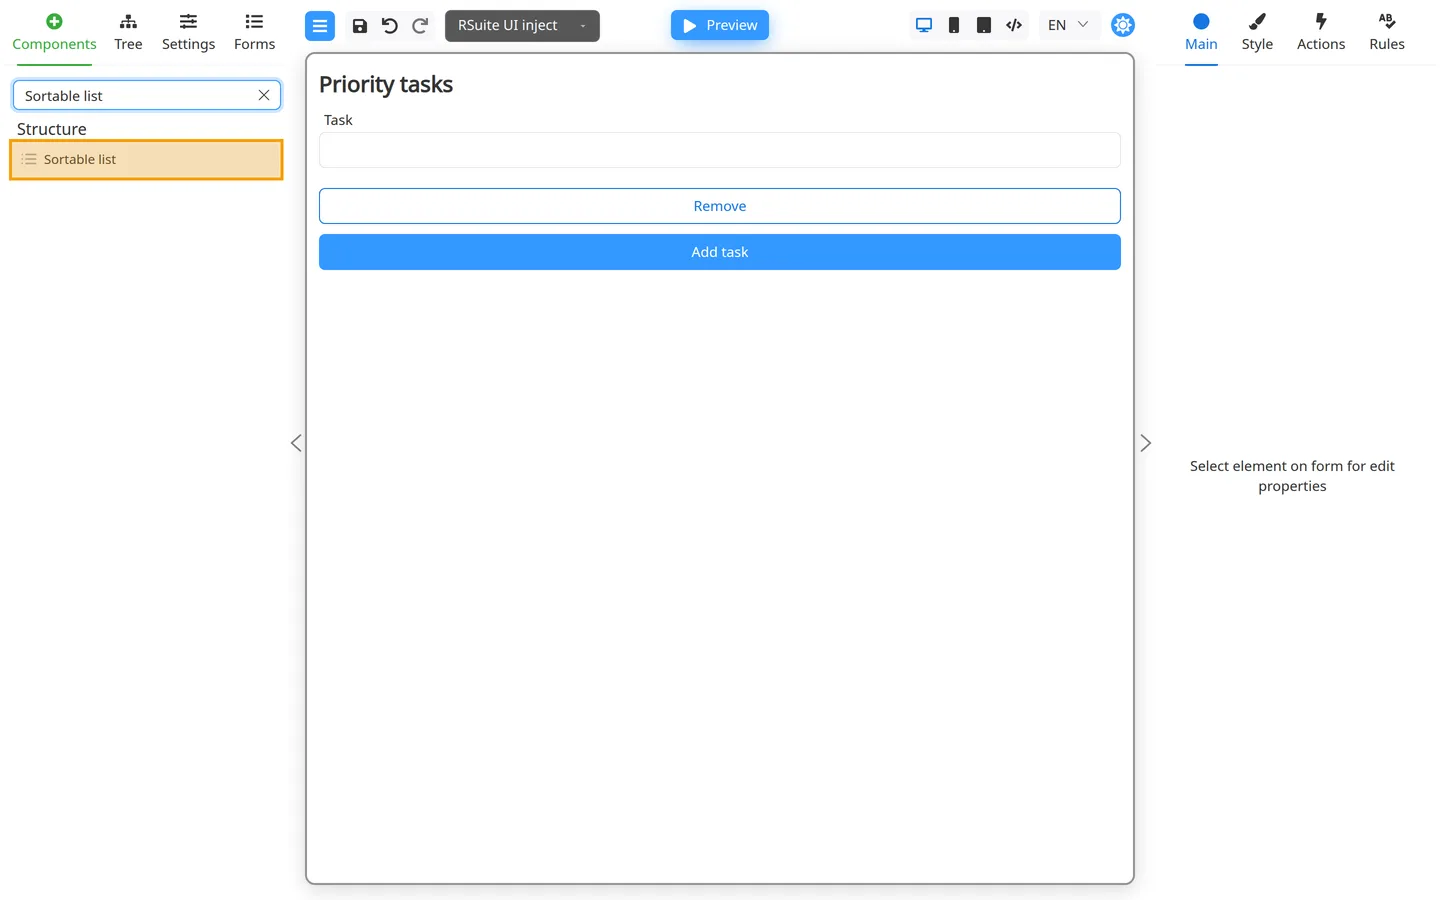 Components
Tree
Settings
Forms
RSuite UI inject
Preview
EN
Main
Style
Actions
AB
Rules
Sortable list
Structure
Sortable list
Priority tasks
Task
Remove
Add task
Select element on form for edit
properties